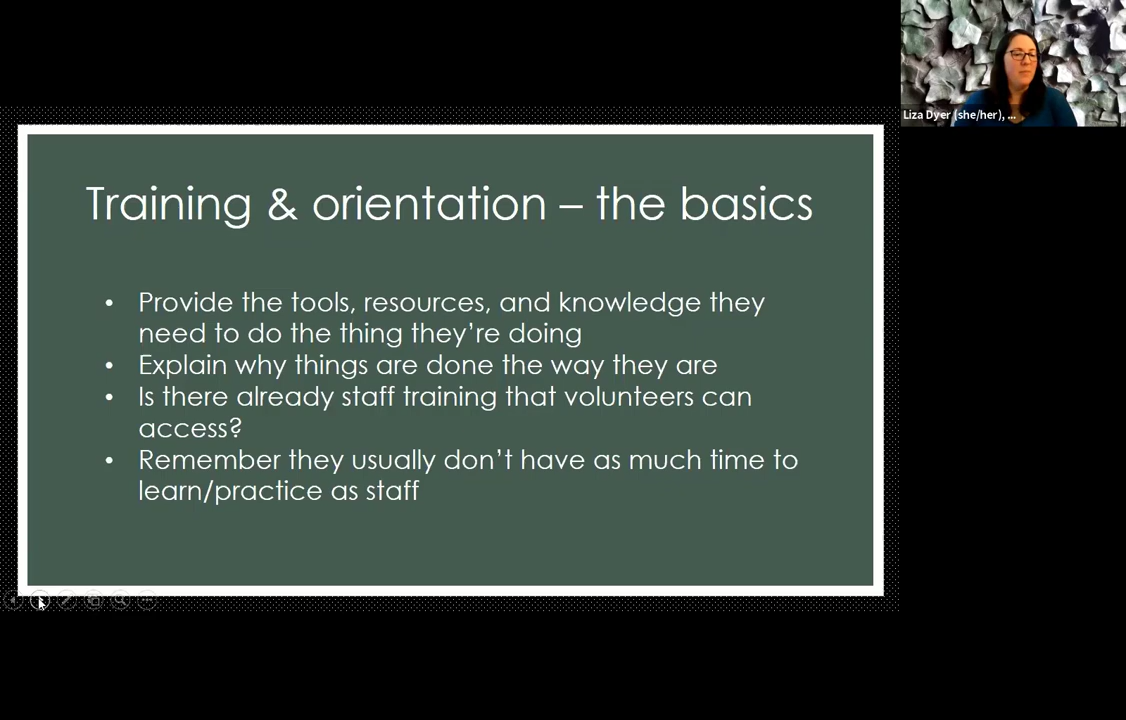 Liza Dyer (she/her), ...
Training & orientation – the basics
• Provide the tools, resources, and knowledge they
need to do the thing they’re doing
• Explain why things are done the way they are
• Is there already staff training that volunteers can
access?
• Remember they usually don’t have as much time to
learn/practice as staff